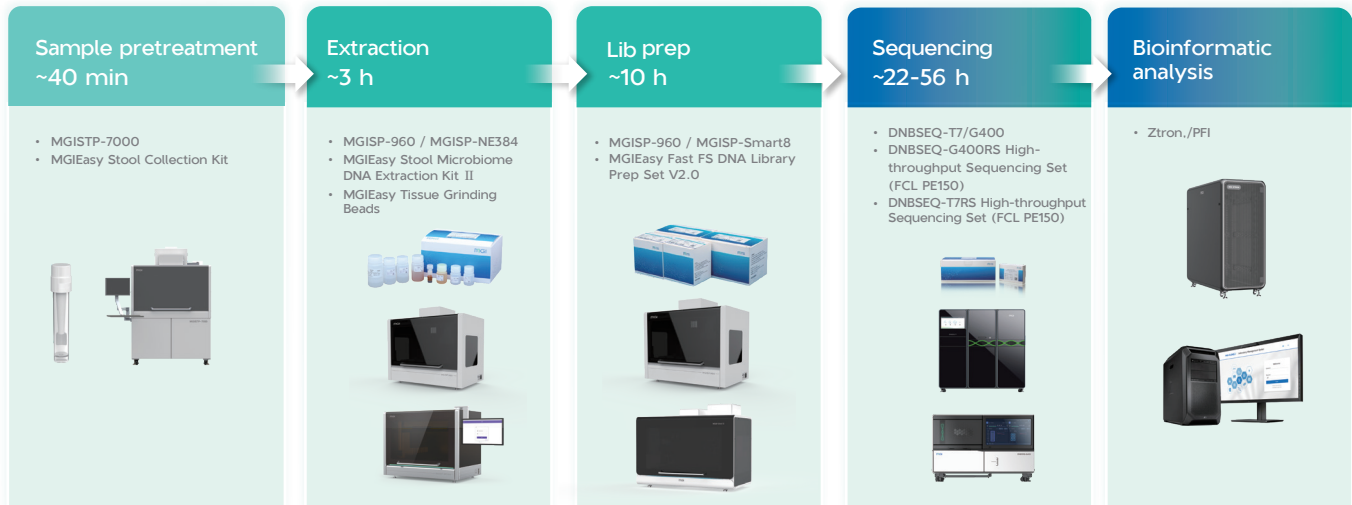 Sample pretreatment
~40 min
• MGISTP-7000
• MGIEasy Stool Collection Kit
Extraction
~3 h
• MGISP-960 / MGISP-NE384
• MGIEasy Stool Microbiome
DNA Extraction Kit II
• MGIEasy Tissue Grinding
Beads
Lib prep
~10 h
• MGISP-960 / MGISP-Smart8
• MGIEasy Fast FS DNA Library
Prep Set V2.0
Sequencing
~22-56 h
• DNBSEQ-T7/G400
• DNBSEQ-G400RS High-
throughput Sequencing Set
(FCL PE150)
• DNBSEQ-T7RS High-throughput
Sequencing Set (FCL PE150)
Bioinformatic
analysis
• Ztron,/PFI